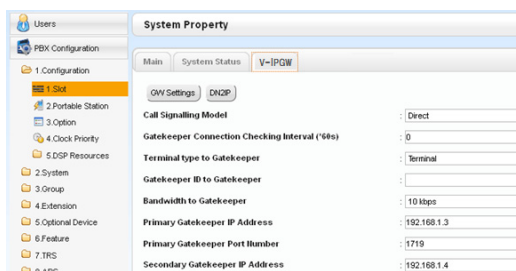 Users
PBX Configuration
1.Configuration
1.Slot
2.Portable Station
3.Option
4.Clock Priority
5.DSP Resources
2.System
3.Group
4.Extension
5.Optional Device
6.Feature
7.TRS
System Property
Main System Status V-IPGW
GW Settings DN2IP
Call Signalling Model : Direct
Gatekeeper Connection Checking Interval (*60s) : 0
Terminal type to Gatekeeper : Terminal
Gatekeeper ID to Gatekeeper :
Bandwidth to Gatekeeper : 10 kbps
Primary Gatekeeper IP Address : 192.168.1.3
Primary Gatekeeper Port Number : 1719
Secondary Gatekeeper IP Address : 192.168.1.4